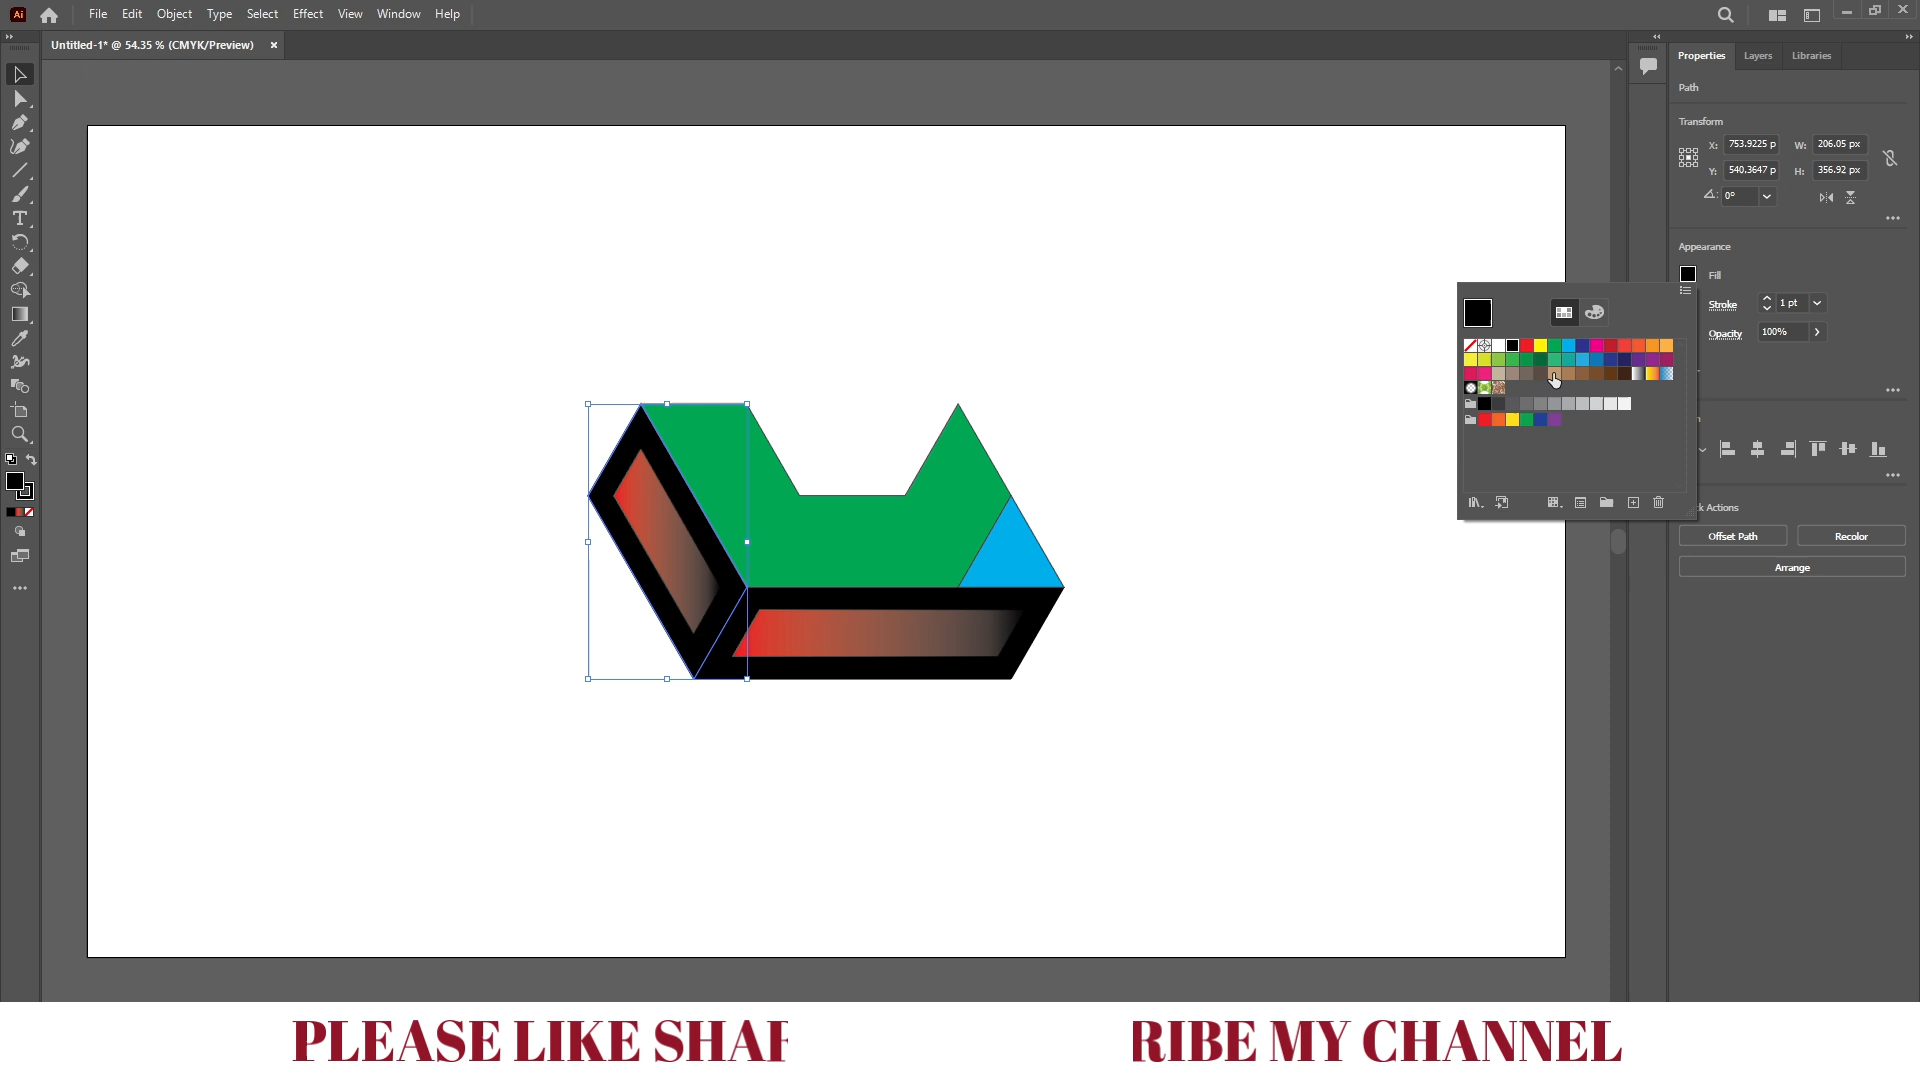 Ai File Edit Object Type Select Effect View Window Help
Untitled-1* @ 54.35 % (CMYK/Preview)
Properties Layers Libraries
Path
Transform
X: 753.9225 p W: 206.05 px
Y: 540.3647 p H: 356.92 px
0°
Appearance
Fill
Stroke 1 pt
Opacity 100%
Offset Path Recolor
Arrange
PLEASE LIKE SHAR
RIBE MY CHANNEL